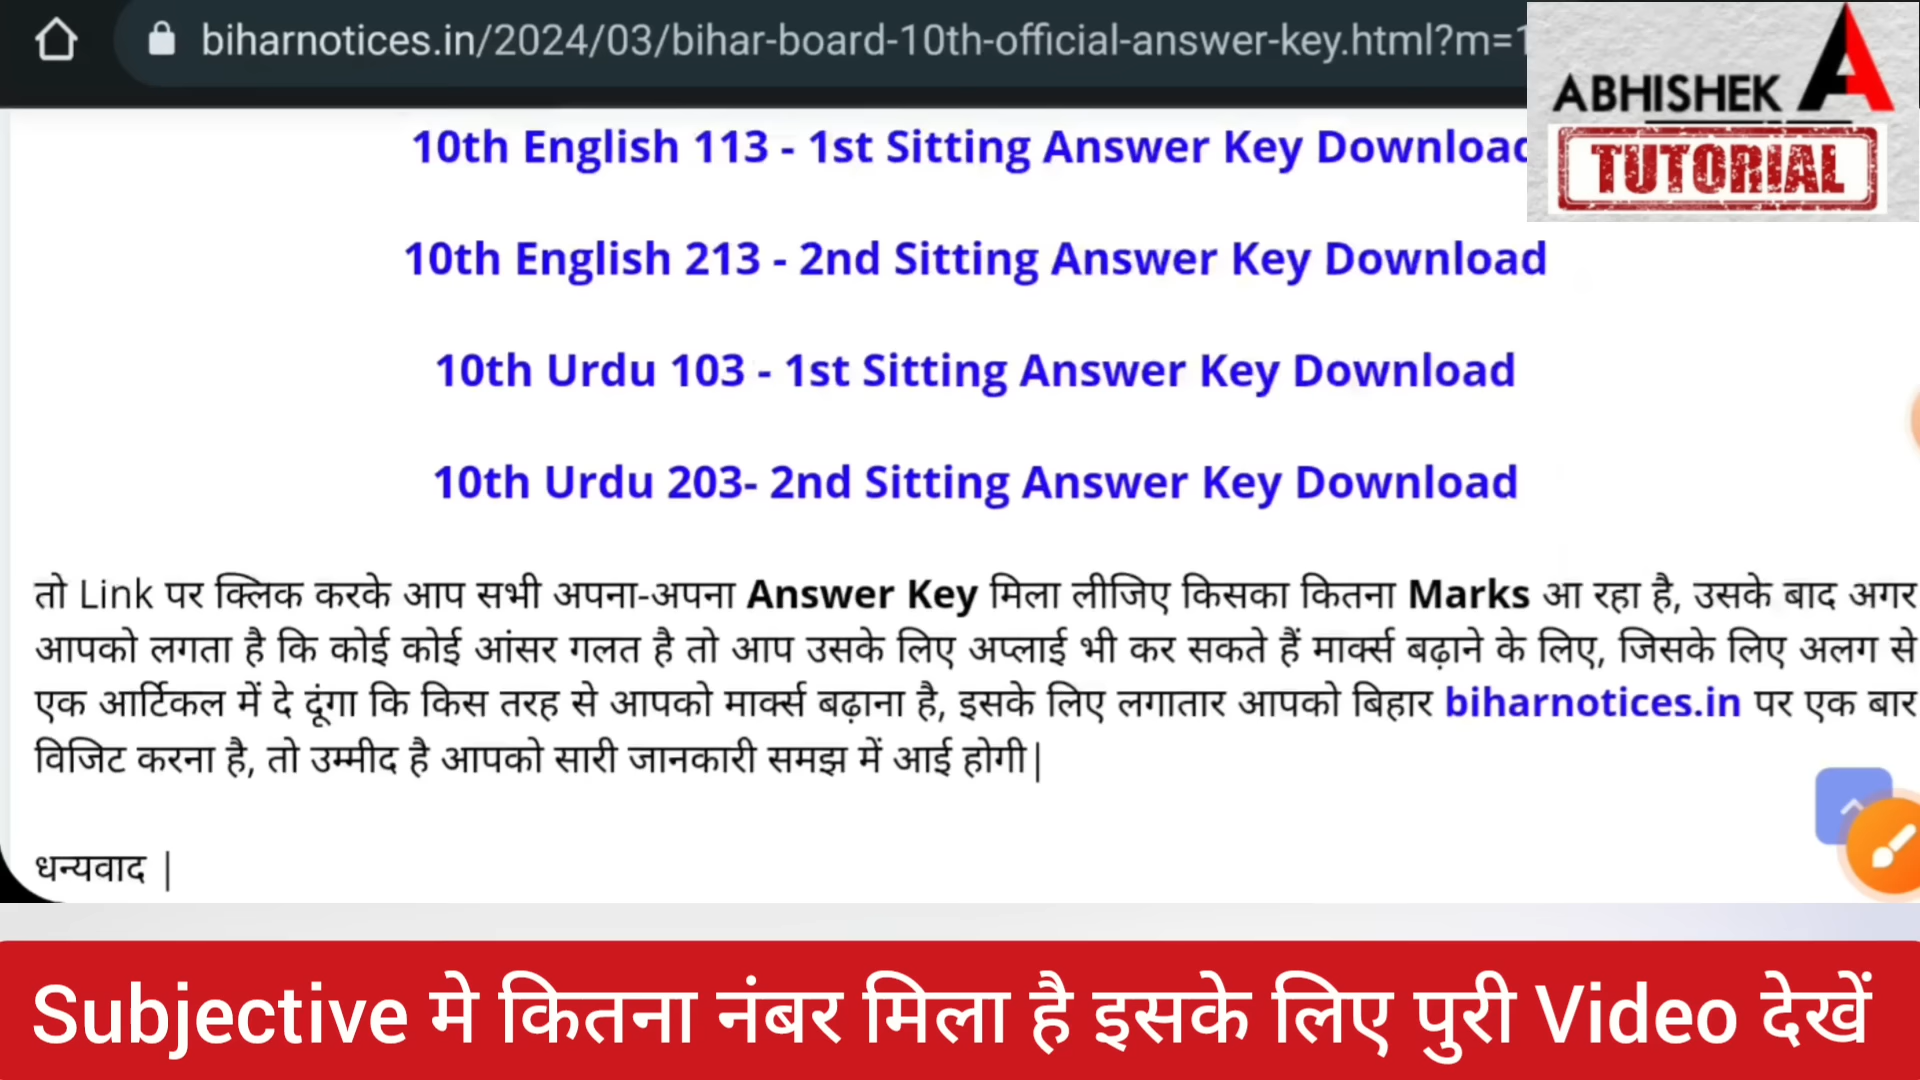 biharnotices.in/2024/03/bihar-board-10th-official-answer-key.html?m=1
ABHISHEK A
TUTORIAL
10th English 113 - 1st Sitting Answer Key Download
10th English 213 - 2nd Sitting Answer Key Download
10th Urdu 103 - 1st Sitting Answer Key Download
10th Urdu 203- 2nd Sitting Answer Key Download
तो Link पर क्लिक करके आप सभी अपना-अपना Answer Key मिला लीजिए किसका कितना Marks आ रहा है, उसके बाद अगर
आपको लगता है कि कोई कोई आंसर गलत है तो आप उसके लिए अप्लाई भी कर सकते हैं मार्क्स बढ़ाने के लिए, जिसके लिए अलग से
एक आर्टिकल में दे दूंगा कि किस तरह से आपको मार्क्स बढ़ाना है, इसके लिए लगातार आपको बिहार biharnotices.in पर एक बार
विजिट करना है, तो उम्मीद है आपको सारी जानकारी समझ में आई होगी|
धन्यवाद |
Subjective मे कितना नंबर मिला है इसके लिए पुरी Video देखें